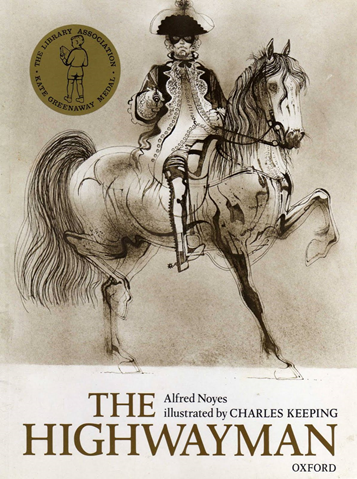 THE LIBRARY ASSOCIATION
• KATE GREENAWAY MEDAL •
Alfred Noyes
illustrated by CHARLES KEEPING
THE
HIGHWAYMAN
OXFORD